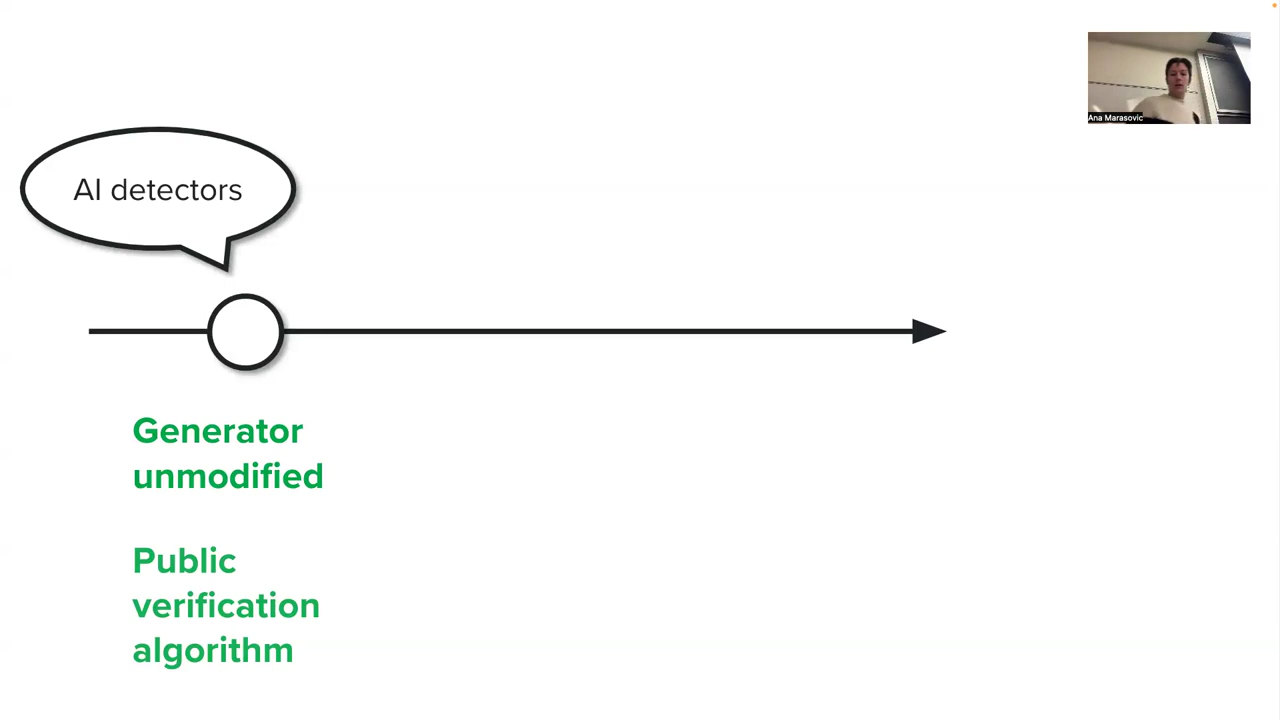 Ana Marasovic
AI detectors
Generator
unmodified
Public
verification
algorithm